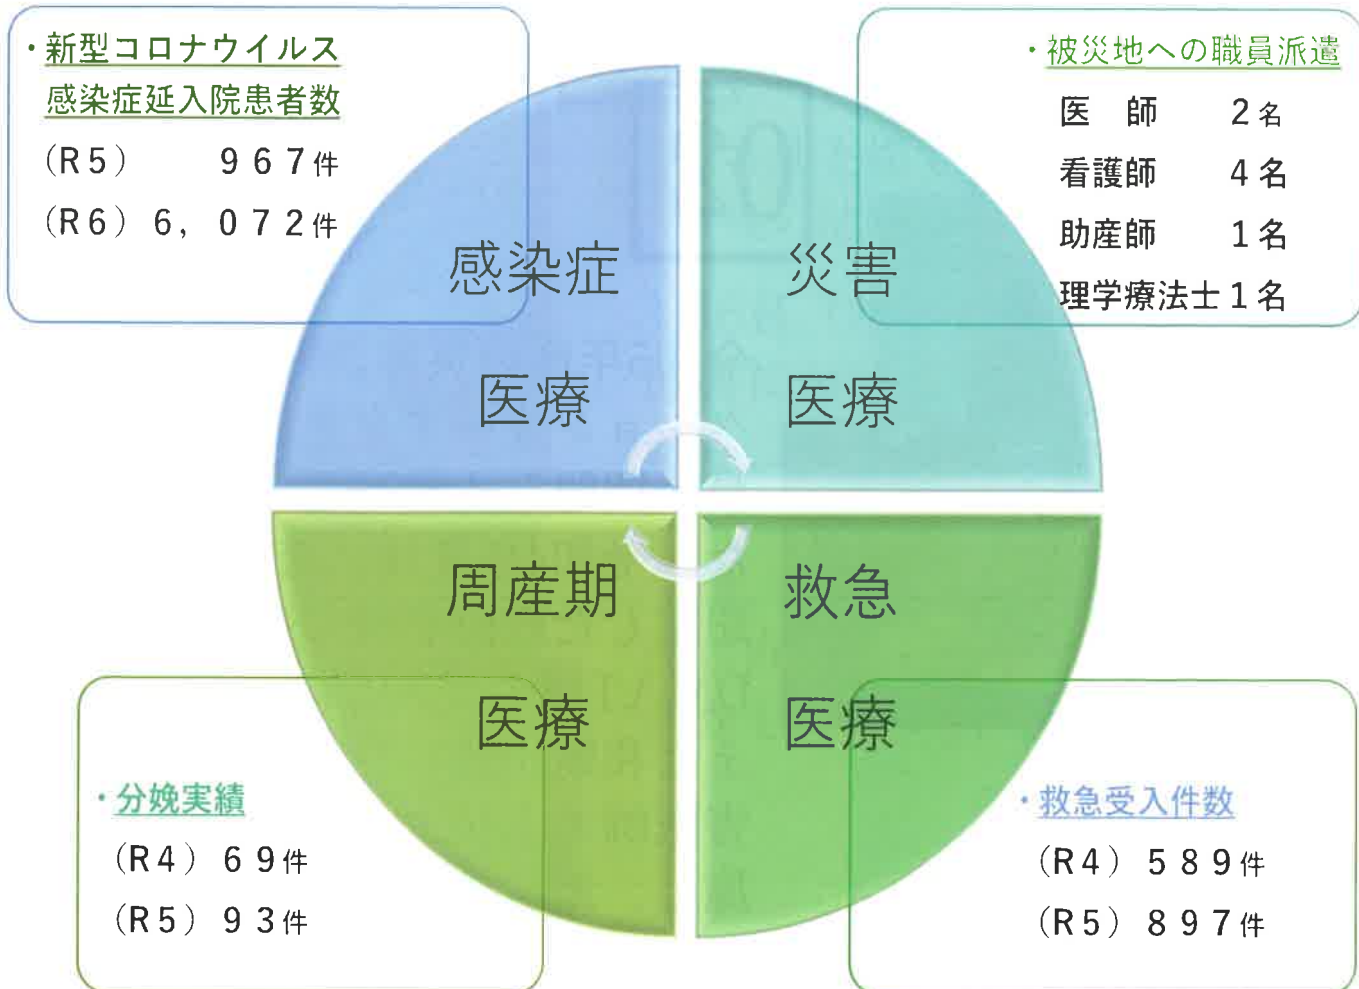 ・新型コロナウイルス
感染症延入院患者数
(R5) 967件
(R6) 6,072件
・被災地への職員派遣
医 師 2名
看護師 4名
助産師 1名
理学療法士 1名
感染症
医療
災害
医療
周産期
医療
救急
医療
・分娩実績
(R4) 69件
(R5) 93件
・救急受入件数
(R4) 589件
(R5) 897件